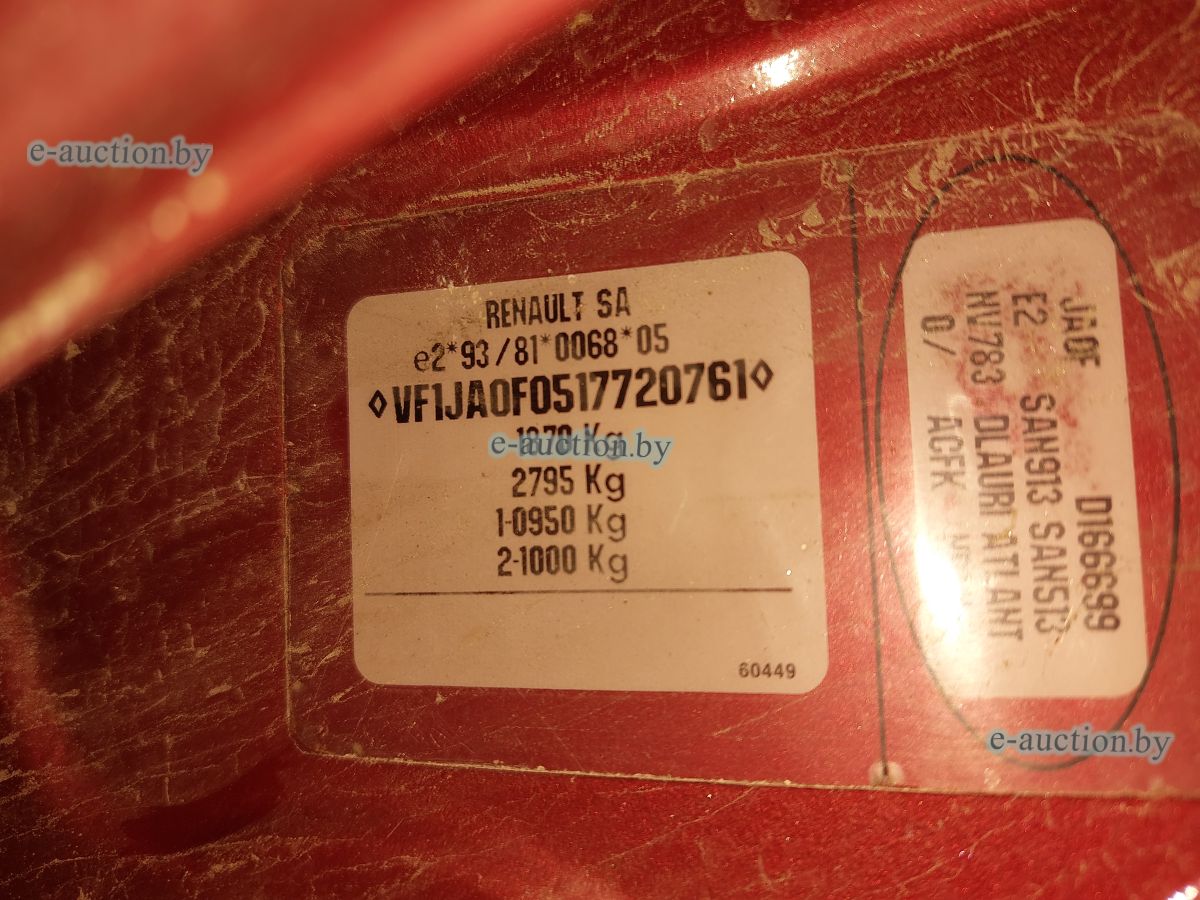 e-auction.by
RENAULT SA
e2*93/81*0068*05
◊VF1JA0F0517720761◊
Kg
e-auction.by
2795 Kg
1-0950 Kg
2-1000 Kg
60449
JA0F D166699
E2 SAN913 SAN513
NV783 DLAURI ATLANT
0/ ACFK
e-auction.by